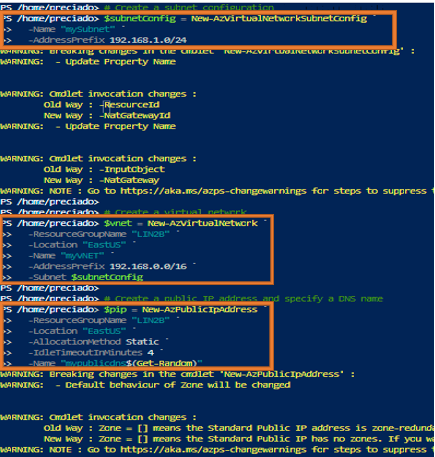 PS /home/preciado> # Create a subnet configuration
PS /home/preciado> $subnetConfig = New-AzVirtualNetworkSubnetConfig `
>>   -Name "mySubnet" `
>>   -AddressPrefix 192.168.1.0/24
WARNING: Breaking changes in the cmdlet 'New-AzVirtualNetworkSubnetConfig' :
WARNING:  - Update Property Name
WARNING:  Cmdlet invocation changes :
Old Way : -ResourceId
New Way : -NatGatewayId
WARNING:  - Update Property Name
WARNING:  Cmdlet invocation changes :
Old Way : -InputObject
New Way : -NatGateway
WARNING: NOTE : Go to https://aka.ms/azps-changewarnings for steps to suppress t
PS /home/preciado>
PS /home/preciado> # Create a virtual network
PS /home/preciado> $vnet = New-AzVirtualNetwork `
>>   -ResourceGroupName "LIN2B" `
>>   -Location "EastUS" `
>>   -Name "myVNET" `
>>   -AddressPrefix 192.168.0.0/16 `
>>   -Subnet $subnetConfig
PS /home/preciado>
PS /home/preciado> # Create a public IP address and specify a DNS name
PS /home/preciado> $pip = New-AzPublicIpAddress `
>>   -ResourceGroupName "LIN2B" `
>>   -Location "EastUS" `
>>   -AllocationMethod Static `
>>   -IdleTimeoutInMinutes 4 `
>>   -Name "mypublicdns$(Get-Random)"
WARNING: Breaking changes in the cmdlet 'New-AzPublicIpAddress' :
WARNING:  - Default behaviour of Zone will be changed
WARNING:  Cmdlet invocation changes :
Old Way : Zone = [] means the Standard Public IP address is zone-redunda
New Way : Zone = [] means the Standard Public IP has no zones. If you wa
WARNING: NOTE : Go to https://aka.ms/azps-changewarnings for steps to suppress t